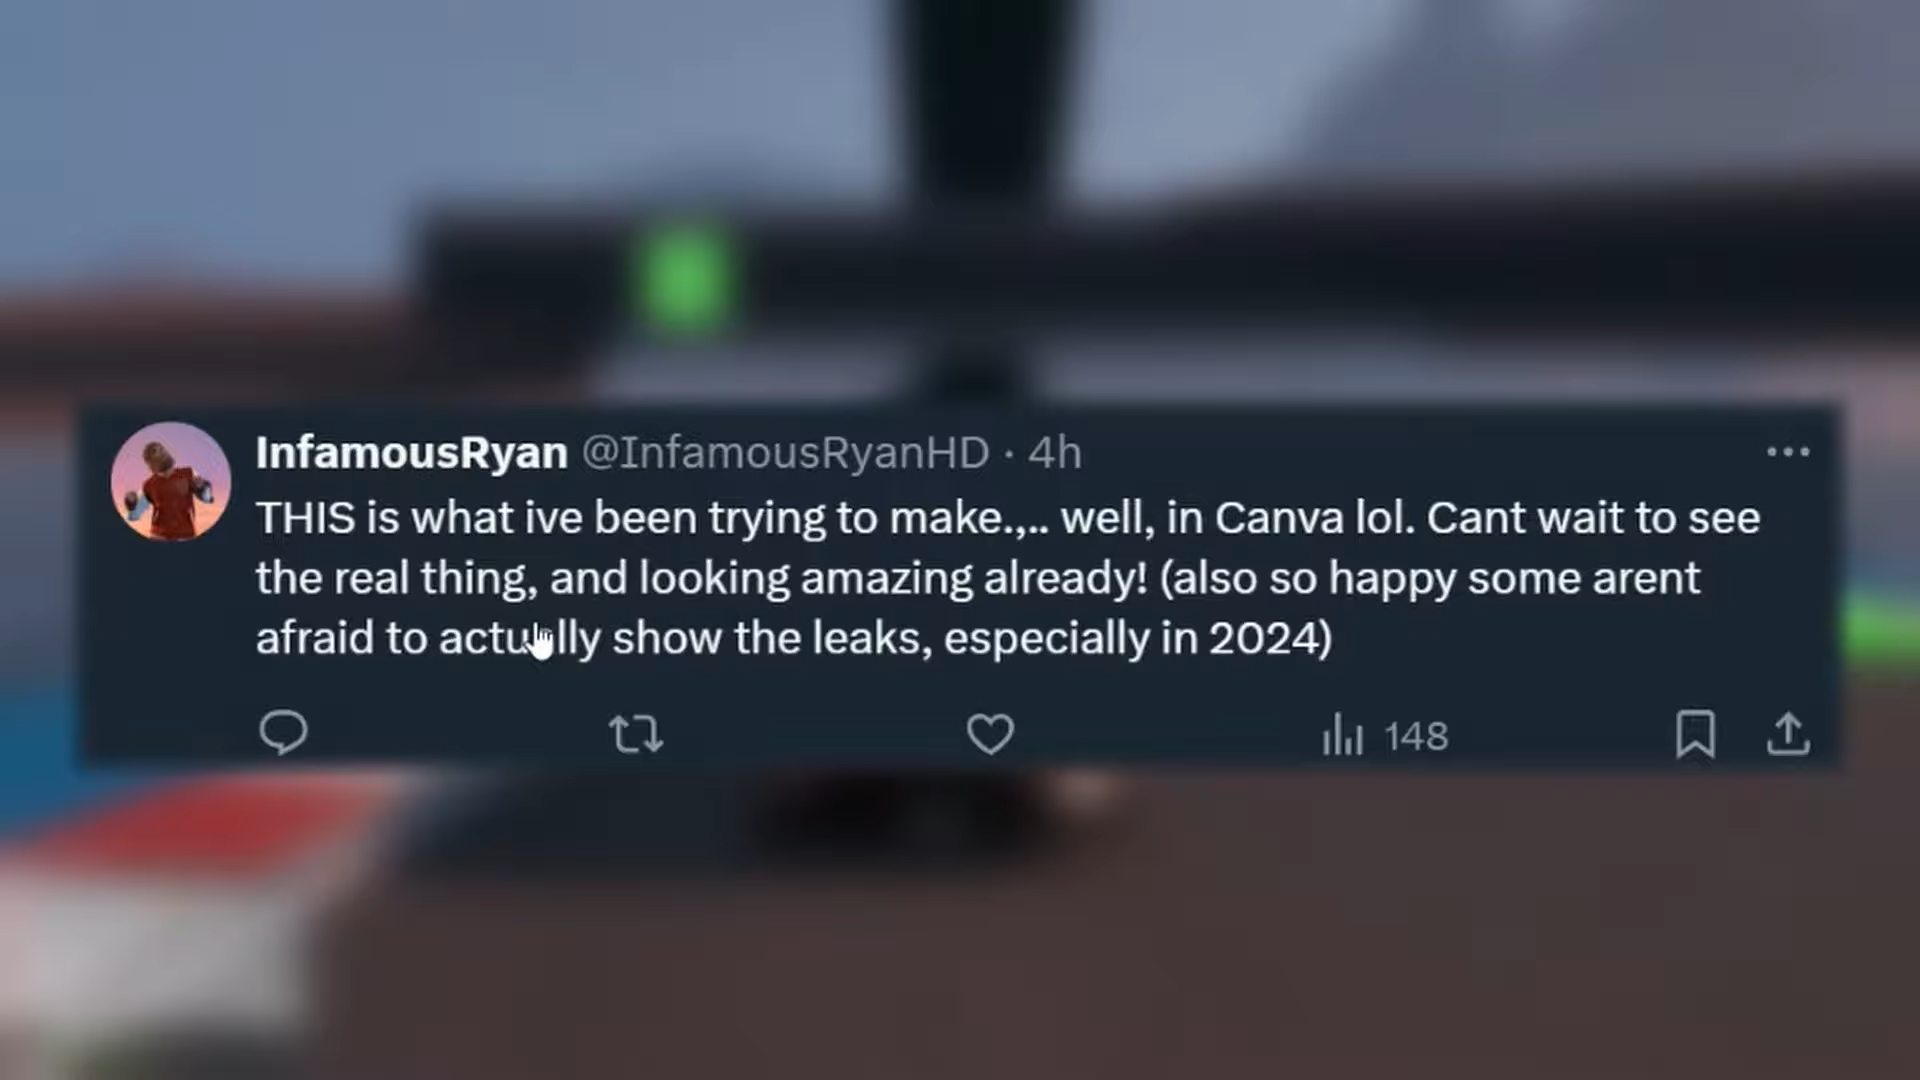 InfamousRyan @InfamousRyanHD · 4h
THIS is what ive been trying to make.,.. well, in Canva lol. Cant wait to see
the real thing, and looking amazing already! (also so happy some arent
afraid to actually show the leaks, especially in 2024)
148